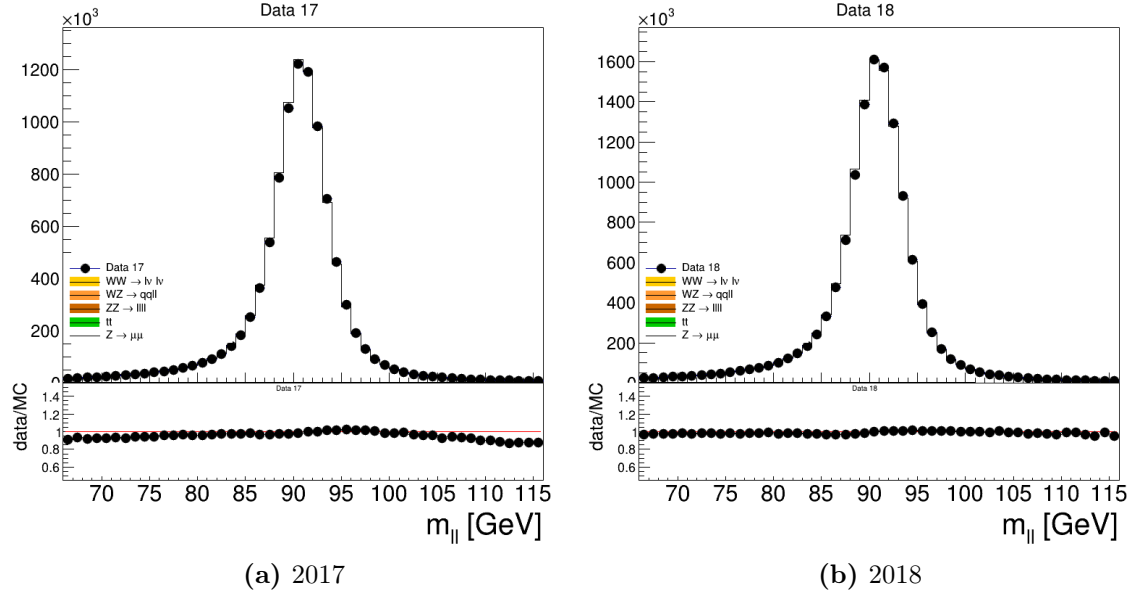 Data 17
×10³
1200
1000
800
600
400
200
0
Data 17
WW → lν lν
WZ → qqll
ZZ → llll
tt
Z → μμ
Data 17
data/MC
1.4
1.2
1
0.8
0.6
70 75 80 85 90 95 100 105 110 115
m_ll [GeV]
(a) 2017
Data 18
×10³
1600
1400
1200
1000
800
600
400
200
0
Data 18
WW → lν lν
WZ → qqll
ZZ → llll
tt
Z → μμ
Data 18
data/MC
1.4
1.2
1
0.8
0.6
70 75 80 85 90 95 100 105 110 115
m_ll [GeV]
(b) 2018